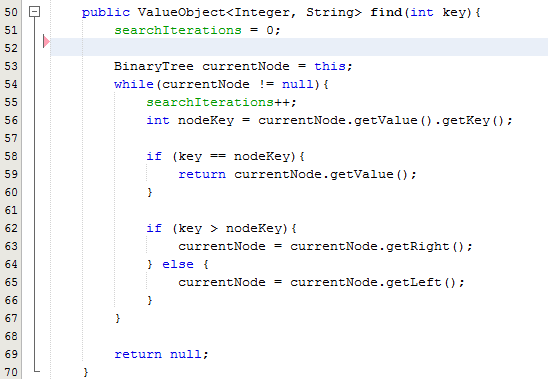 50 public ValueObject<Integer, String> find(int key){
51 searchIterations = 0;
52
53 BinaryTree currentNode = this;
54 while(currentNode != null){
55 searchIterations++;
56 int nodeKey = currentNode.getValue().getKey();
57
58 if (key == nodeKey){
59 return currentNode.getValue();
60 }
61
62 if (key > nodeKey){
63 currentNode = currentNode.getRight();
64 } else {
65 currentNode = currentNode.getLeft();
66 }
67 }
68
69 return null;
70 }